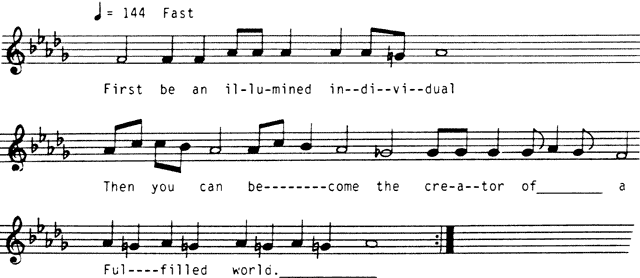 ♩ = 144 Fast
First be an il-lu-mined in--di--vi--dual
Then you can be--------come the cre-a--tor of________ a
Ful----filled world.____________